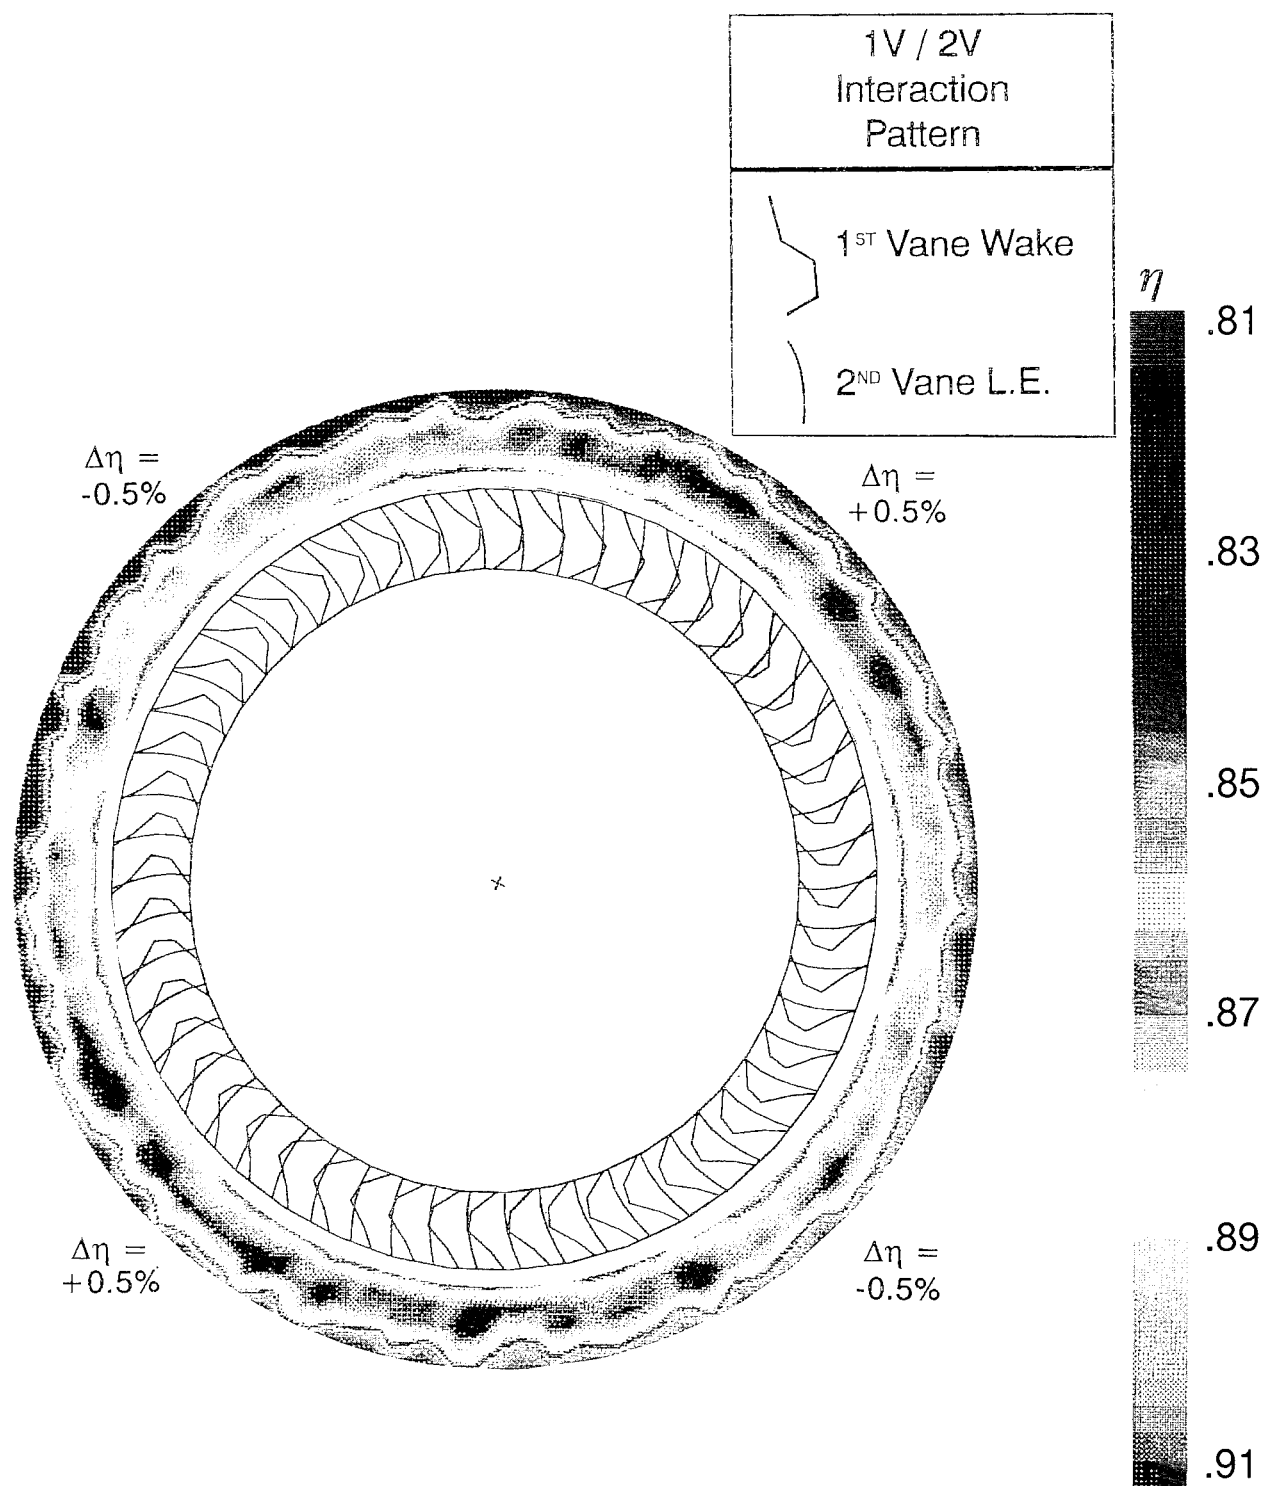 1V / 2V
Interaction
Pattern
1ST Vane Wake
2ND Vane L.E.
η
.81
.83
.85
.87
.89
.91
Δη =
-0.5%
Δη =
+0.5%
Δη =
+0.5%
Δη =
-0.5%